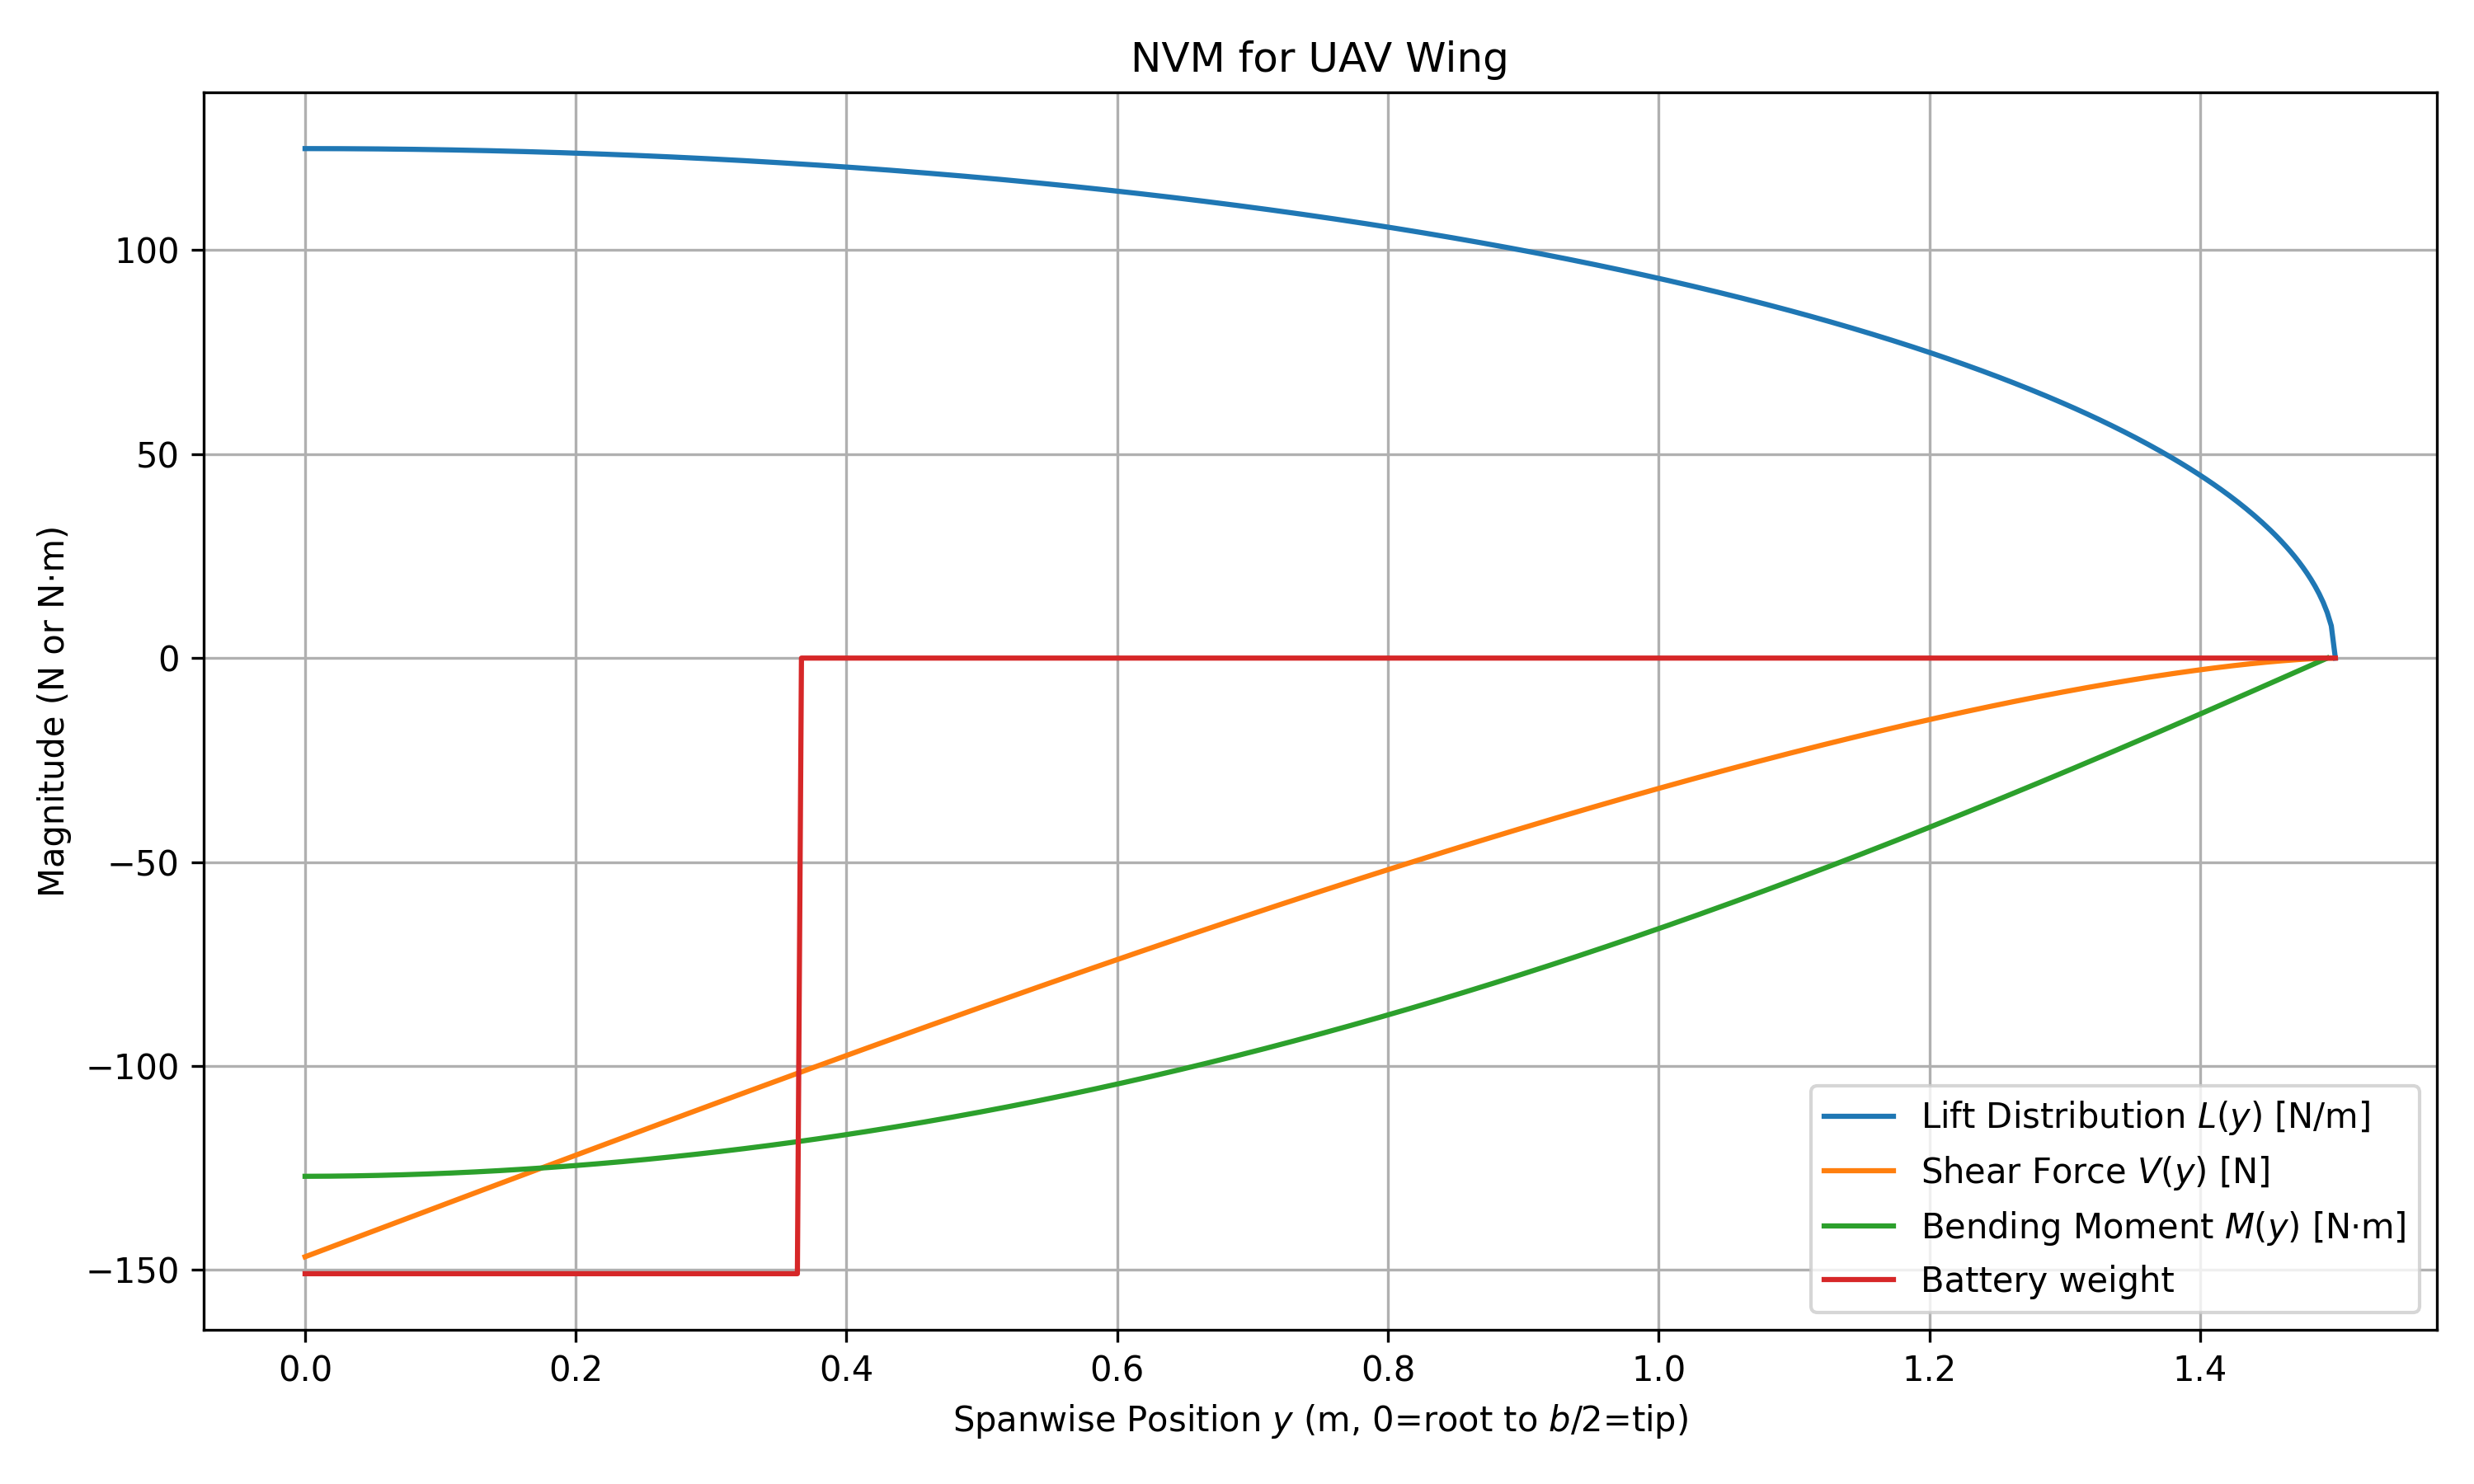 NVM for UAV Wing
Magnitude (N or N·m)
100
50
0
−50
−100
−150
Lift Distribution L(y) [N/m]
Shear Force V(y) [N]
Bending Moment M(y) [N·m]
Battery weight
0.0 0.2 0.4 0.6 0.8 1.0 1.2 1.4
Spanwise Position y (m, 0=root to b/2=tip)